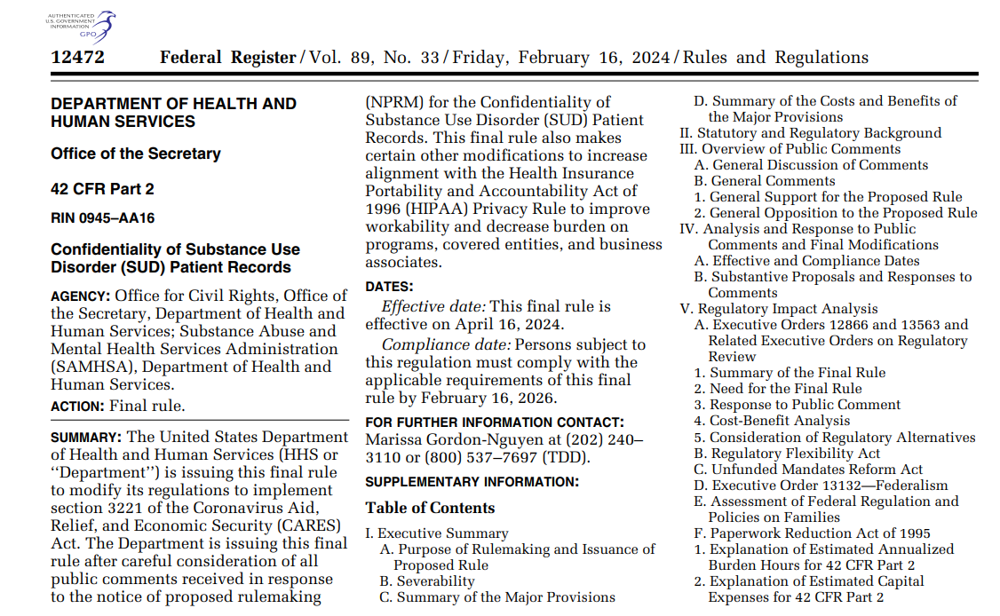 AUTHENTICATED
U.S. GOVERNMENT
INFORMATION
GPO
12472 Federal Register / Vol. 89, No. 33 / Friday, February 16, 2024 / Rules and Regulations
DEPARTMENT OF HEALTH AND
HUMAN SERVICES
Office of the Secretary
42 CFR Part 2
RIN 0945–AA16
Confidentiality of Substance Use
Disorder (SUD) Patient Records
AGENCY: Office for Civil Rights, Office of
the Secretary, Department of Health and
Human Services; Substance Abuse and
Mental Health Services Administration
(SAMHSA), Department of Health and
Human Services.
ACTION: Final rule.
SUMMARY: The United States Department
of Health and Human Services (HHS or
‘‘Department’’) is issuing this final rule
to modify its regulations to implement
section 3221 of the Coronavirus Aid,
Relief, and Economic Security (CARES)
Act. The Department is issuing this final
rule after careful consideration of all
public comments received in response
to the notice of proposed rulemaking
(NPRM) for the Confidentiality of
Substance Use Disorder (SUD) Patient
Records. This final rule also makes
certain other modifications to increase
alignment with the Health Insurance
Portability and Accountability Act of
1996 (HIPAA) Privacy Rule to improve
workability and decrease burden on
programs, covered entities, and business
associates.
DATES:
Effective date: This final rule is
effective on April 16, 2024.
Compliance date: Persons subject to
this regulation must comply with the
applicable requirements of this final
rule by February 16, 2026.
FOR FURTHER INFORMATION CONTACT:
Marissa Gordon-Nguyen at (202) 240–
3110 or (800) 537–7697 (TDD).
SUPPLEMENTARY INFORMATION:
Table of Contents
I. Executive Summary
A. Purpose of Rulemaking and Issuance of
Proposed Rule
B. Severability
C. Summary of the Major Provisions
D. Summary of the Costs and Benefits of
the Major Provisions
II. Statutory and Regulatory Background
III. Overview of Public Comments
A. General Discussion of Comments
B. General Comments
1. General Support for the Proposed Rule
2. General Opposition to the Proposed Rule
IV. Analysis and Response to Public
Comments and Final Modifications
A. Effective and Compliance Dates
B. Substantive Proposals and Responses to
Comments
V. Regulatory Impact Analysis
A. Executive Orders 12866 and 13563 and
Related Executive Orders on Regulatory
Review
1. Summary of the Final Rule
2. Need for the Final Rule
3. Response to Public Comment
4. Cost-Benefit Analysis
5. Consideration of Regulatory Alternatives
B. Regulatory Flexibility Act
C. Unfunded Mandates Reform Act
D. Executive Order 13132—Federalism
E. Assessment of Federal Regulation and
Policies on Families
F. Paperwork Reduction Act of 1995
1. Explanation of Estimated Annualized
Burden Hours for 42 CFR Part 2
2. Explanation of Estimated Capital
Expenses for 42 CFR Part 2